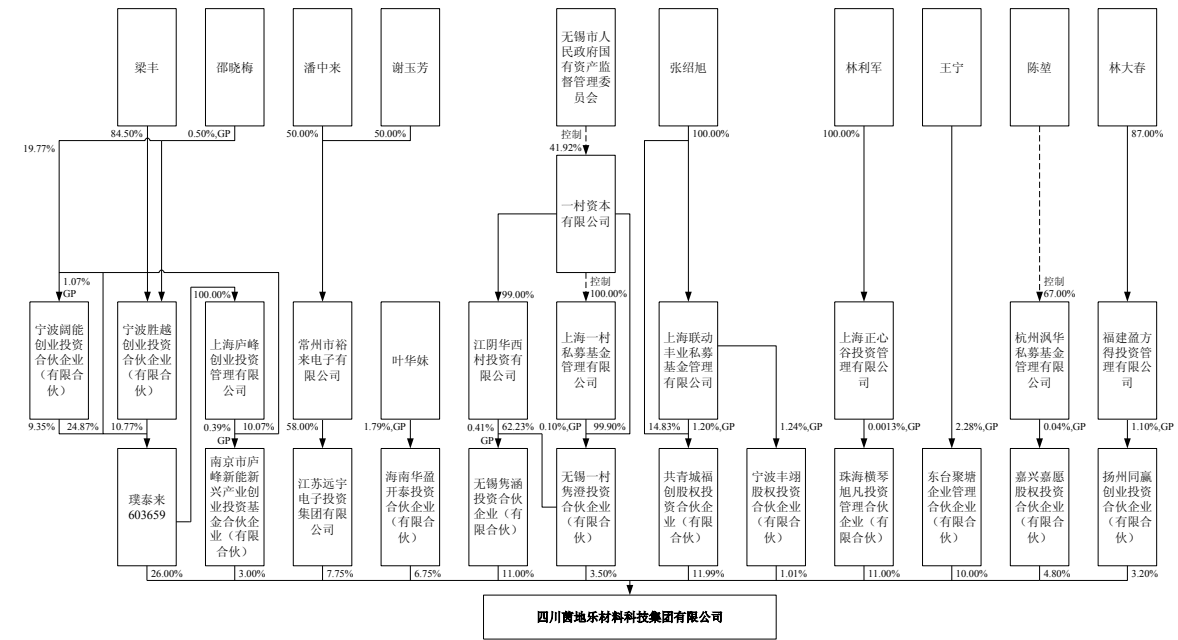 梁丰
邵晓梅
潘中来
谢玉芳
无锡市人
民政府国
有资产监
督管理委
员会
张绍旭
林利军
王宁
陈堃
林大春
84.50%
0.50%,GP
50.00%
50.00%
控制
41.92%
100.00%
100.00%
87.00%
19.77%
一村资本
有限公司
1.07%
GP
100.00%
99.00%
控制
100.00%
控制
67.00%
宁波阔能
创业投资
合伙企业
（有限合
伙）
宁波胜越
创业投资
合伙企业
（有限合
伙）
上海庐峰
创业投资
管理有限
公司
常州市裕
来电子有
限公司
叶华妹
江阴华西
村投资有
限公司
上海一村
私募基金
管理有限
公司
上海联动
丰业私募
基金管理
有限公司
上海正心
谷投资管
理有限公
司
杭州沨华
私募基金
管理有限
公司
福建盈方
得投资管
理有限公
司
9.35%
24.87%
10.77%
0.39%
GP
10.07%
58.00%
1.79%,GP
0.41%
GP
62.23%
0.10%,GP
99.90%
14.83%
1.20%,GP
1.24%,GP
0.0013%,GP
2.28%,GP
0.04%,GP
1.10%,GP
璞泰来
603659
南京市庐
峰新能新
兴产业创
业投资基
金合伙企
业（有限
合伙）
江苏远宇
电子投资
集团有限
公司
海南华盈
开泰投资
合伙企业
（有限合
伙）
无锡隽涵
投资合伙
企业（有
限合伙）
无锡一村
隽澄投资
合伙企业
（有限合
伙）
共青城福
创股权投
资合伙企
业（有限
合伙）
宁波丰翊
股权投资
合伙企业
（有限合
伙）
珠海横琴
旭凡投资
管理合伙
企业（有
限合伙）
东台聚塘
企业管理
合伙企业
（有限合
伙）
嘉兴嘉愿
股权投资
合伙企业
（有限合
伙）
扬州同赢
创业投资
合伙企业
（有限合
伙）
26.00%
3.00%
7.75%
6.75%
11.00%
3.50%
11.99%
1.01%
11.00%
10.00%
4.80%
3.20%
四川茵地乐材料科技集团有限公司